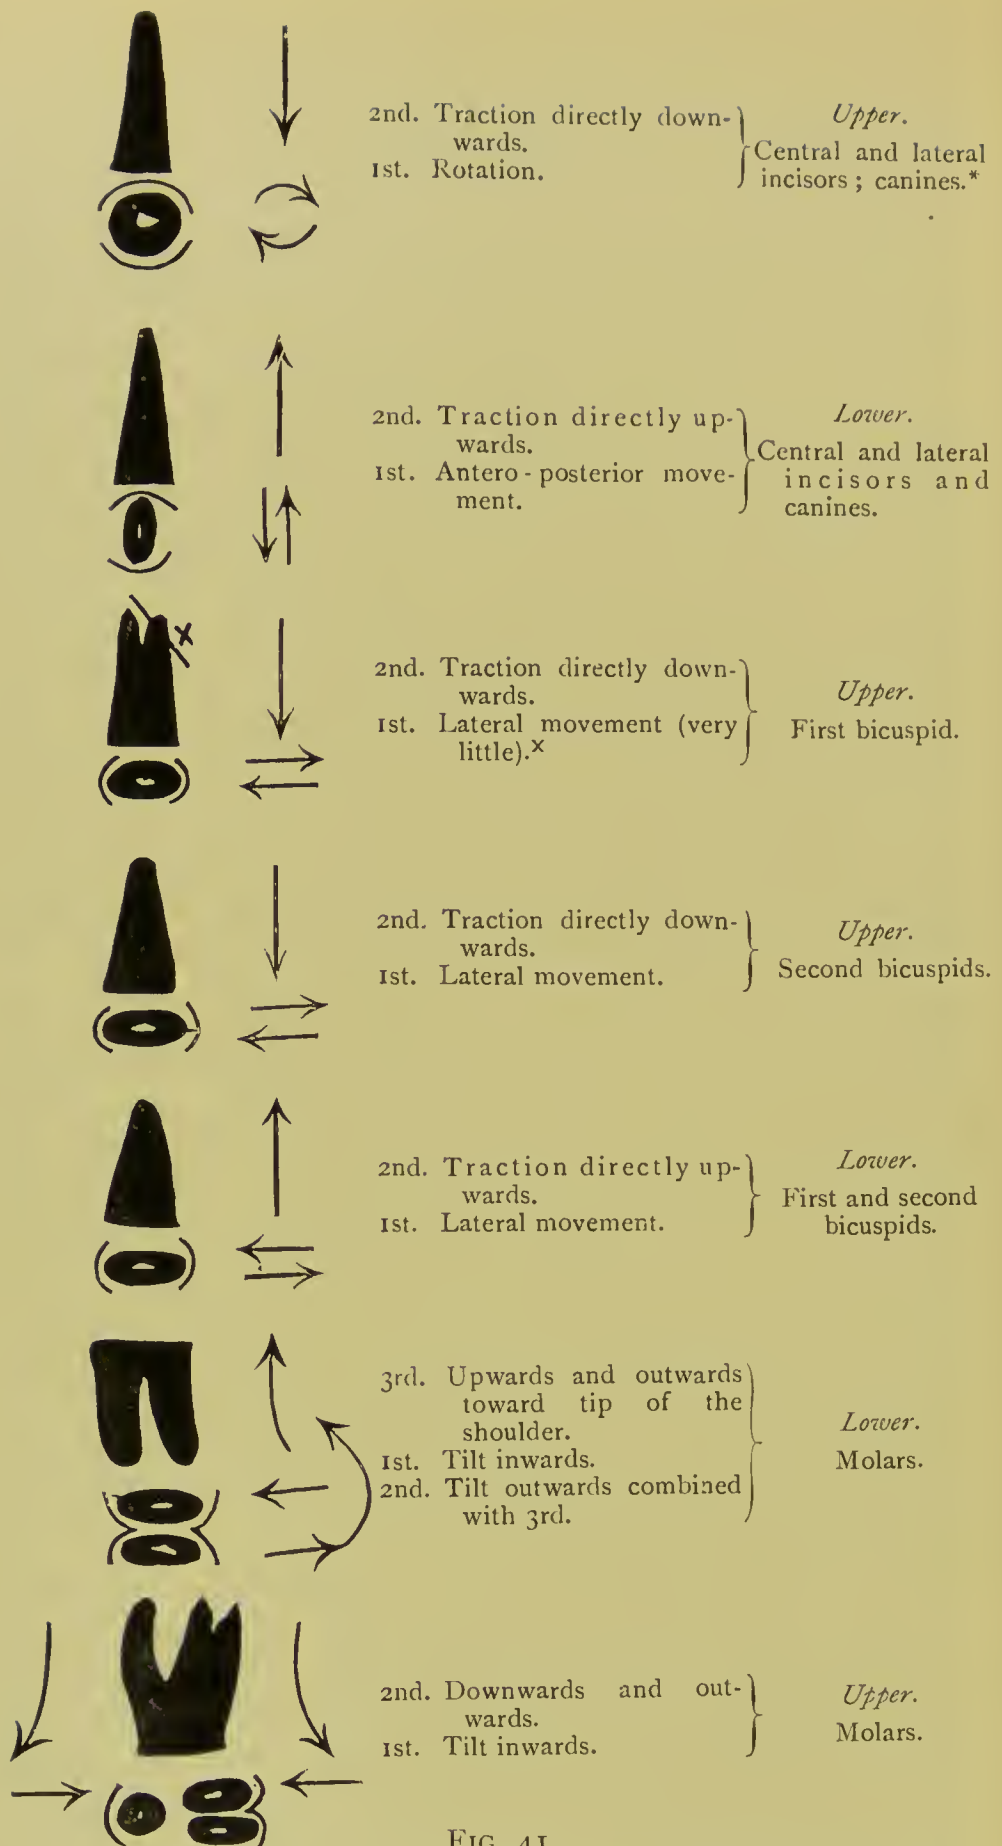 2nd. Traction directly down-
wards.
1st. Rotation.
Upper.
Central and lateral
incisors ; canines.*
2nd. Traction directly up-
wards.
1st. Antero-posterior move-
ment.
Lower.
Central and lateral
incisors and
canines.
x
2nd. Traction directly down-
wards.
1st. Lateral movement (very
little).x
Upper.
First bicuspid.
2nd. Traction directly down-
wards.
1st. Lateral movement.
Upper.
Second bicuspids.
2nd. Traction directly up-
wards.
1st. Lateral movement.
Lower.
First and second
bicuspids.
3rd. Upwards and outwards
toward tip of the
shoulder.
1st. Tilt inwards.
2nd. Tilt outwards combined
with 3rd.
Lower.
Molars.
2nd. Downwards and out-
wards.
1st. Tilt inwards.
Upper.
Molars.
FIG. 41